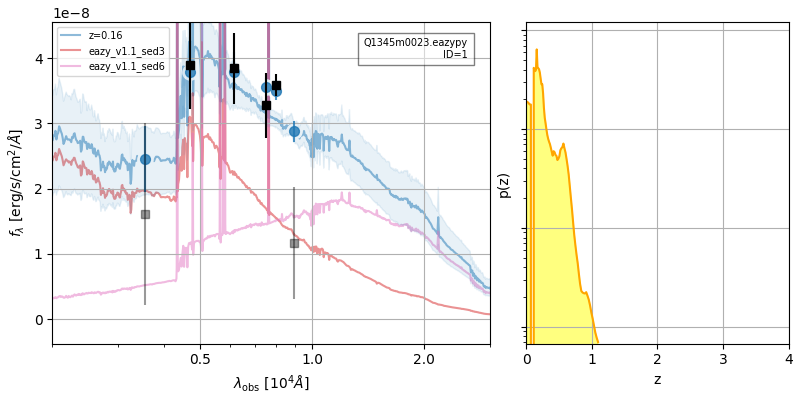 1e−8
z=0.16
eazy_v1.1_sed3
eazy_v1.1_sed6
Q1345m0023.eazypy
ID=1
4
3
2
1
0
f_λ [erg/s/cm²/Å]
0.5 1.0 2.0
λ_obs [10⁴Å]
p(z)
0 1 2 3 4
z